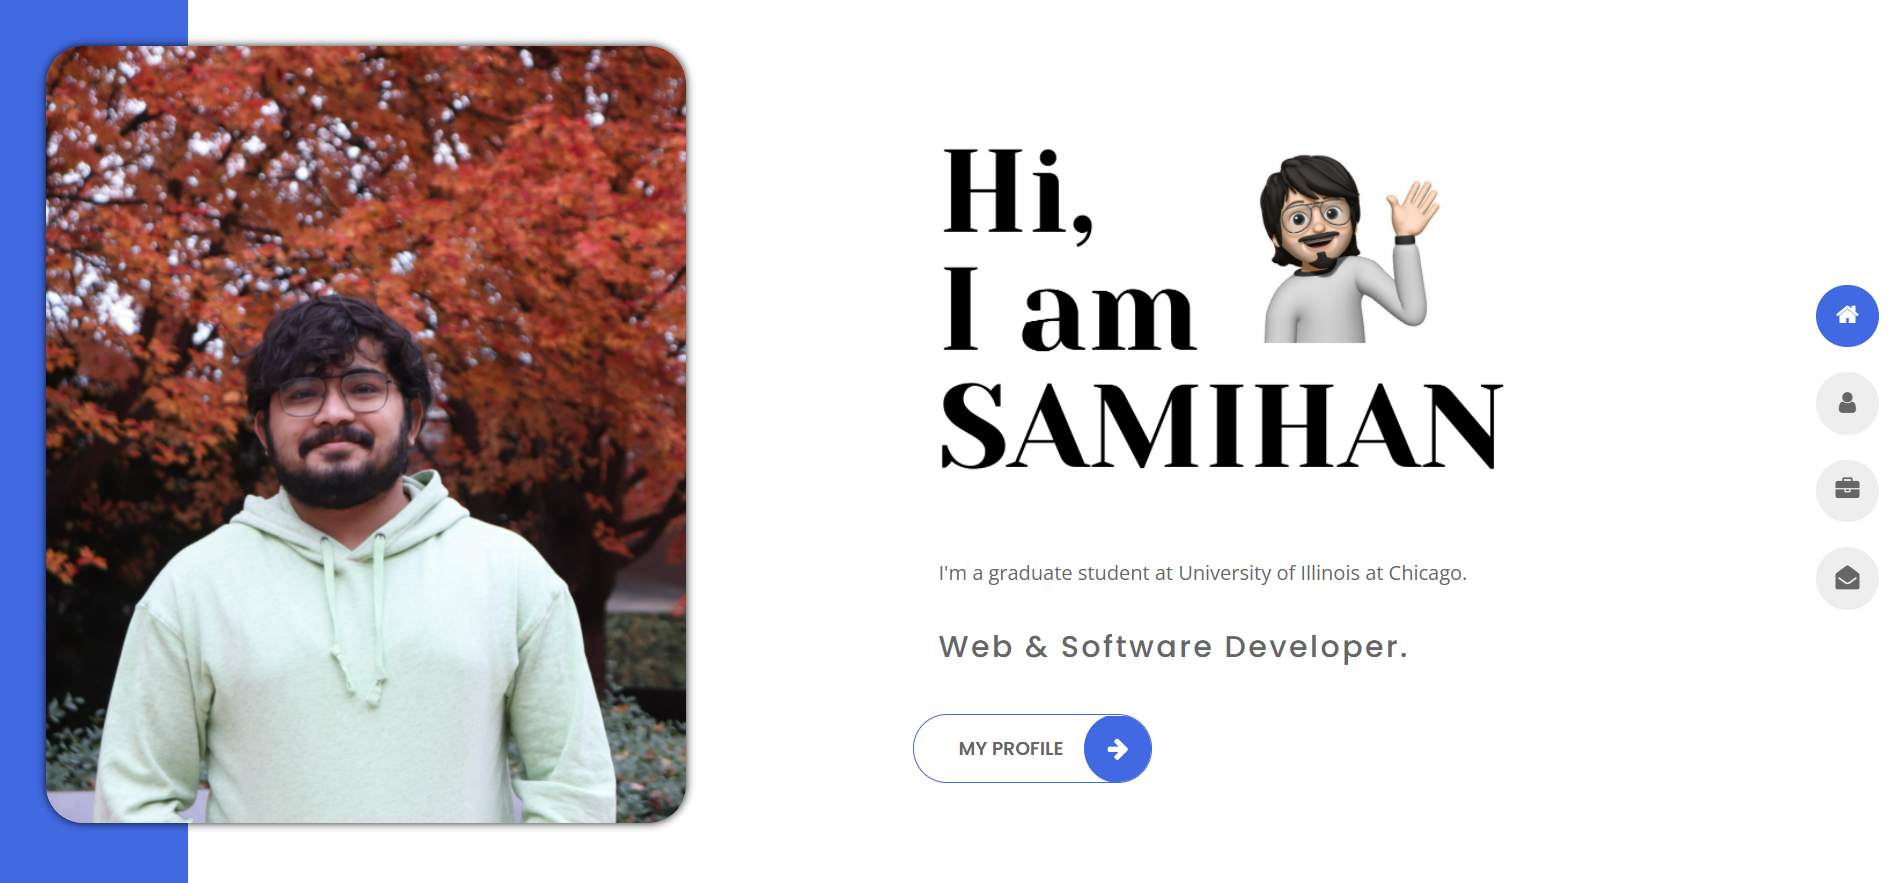 Hi,
I am
SAMIHAN
I'm a graduate student at University of Illinois at Chicago.
Web & Software Developer.
MY PROFILE